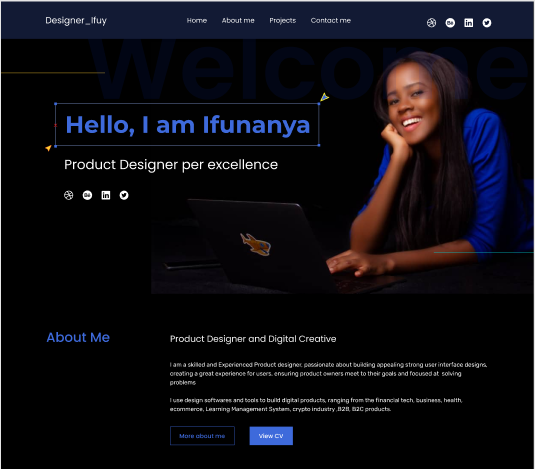 Designer_Ifuy
Home About me Projects Contact me
Welcome
Hello, I am Ifunanya
Product Designer per excellence
About Me
Product Designer and Digital Creative
I am a skilled and Experienced Product designer, passionate about building appealing strong user interface designs,
creating a great experience for users, ensuring product owners meet to their goals and focused at solving
problems
I use design softwares and tools to build digital products, ranging from the financial tech, business, health,
ecommerce, Learning Management System, crypto industry ,B2B, B2C products.
More about me
View CV